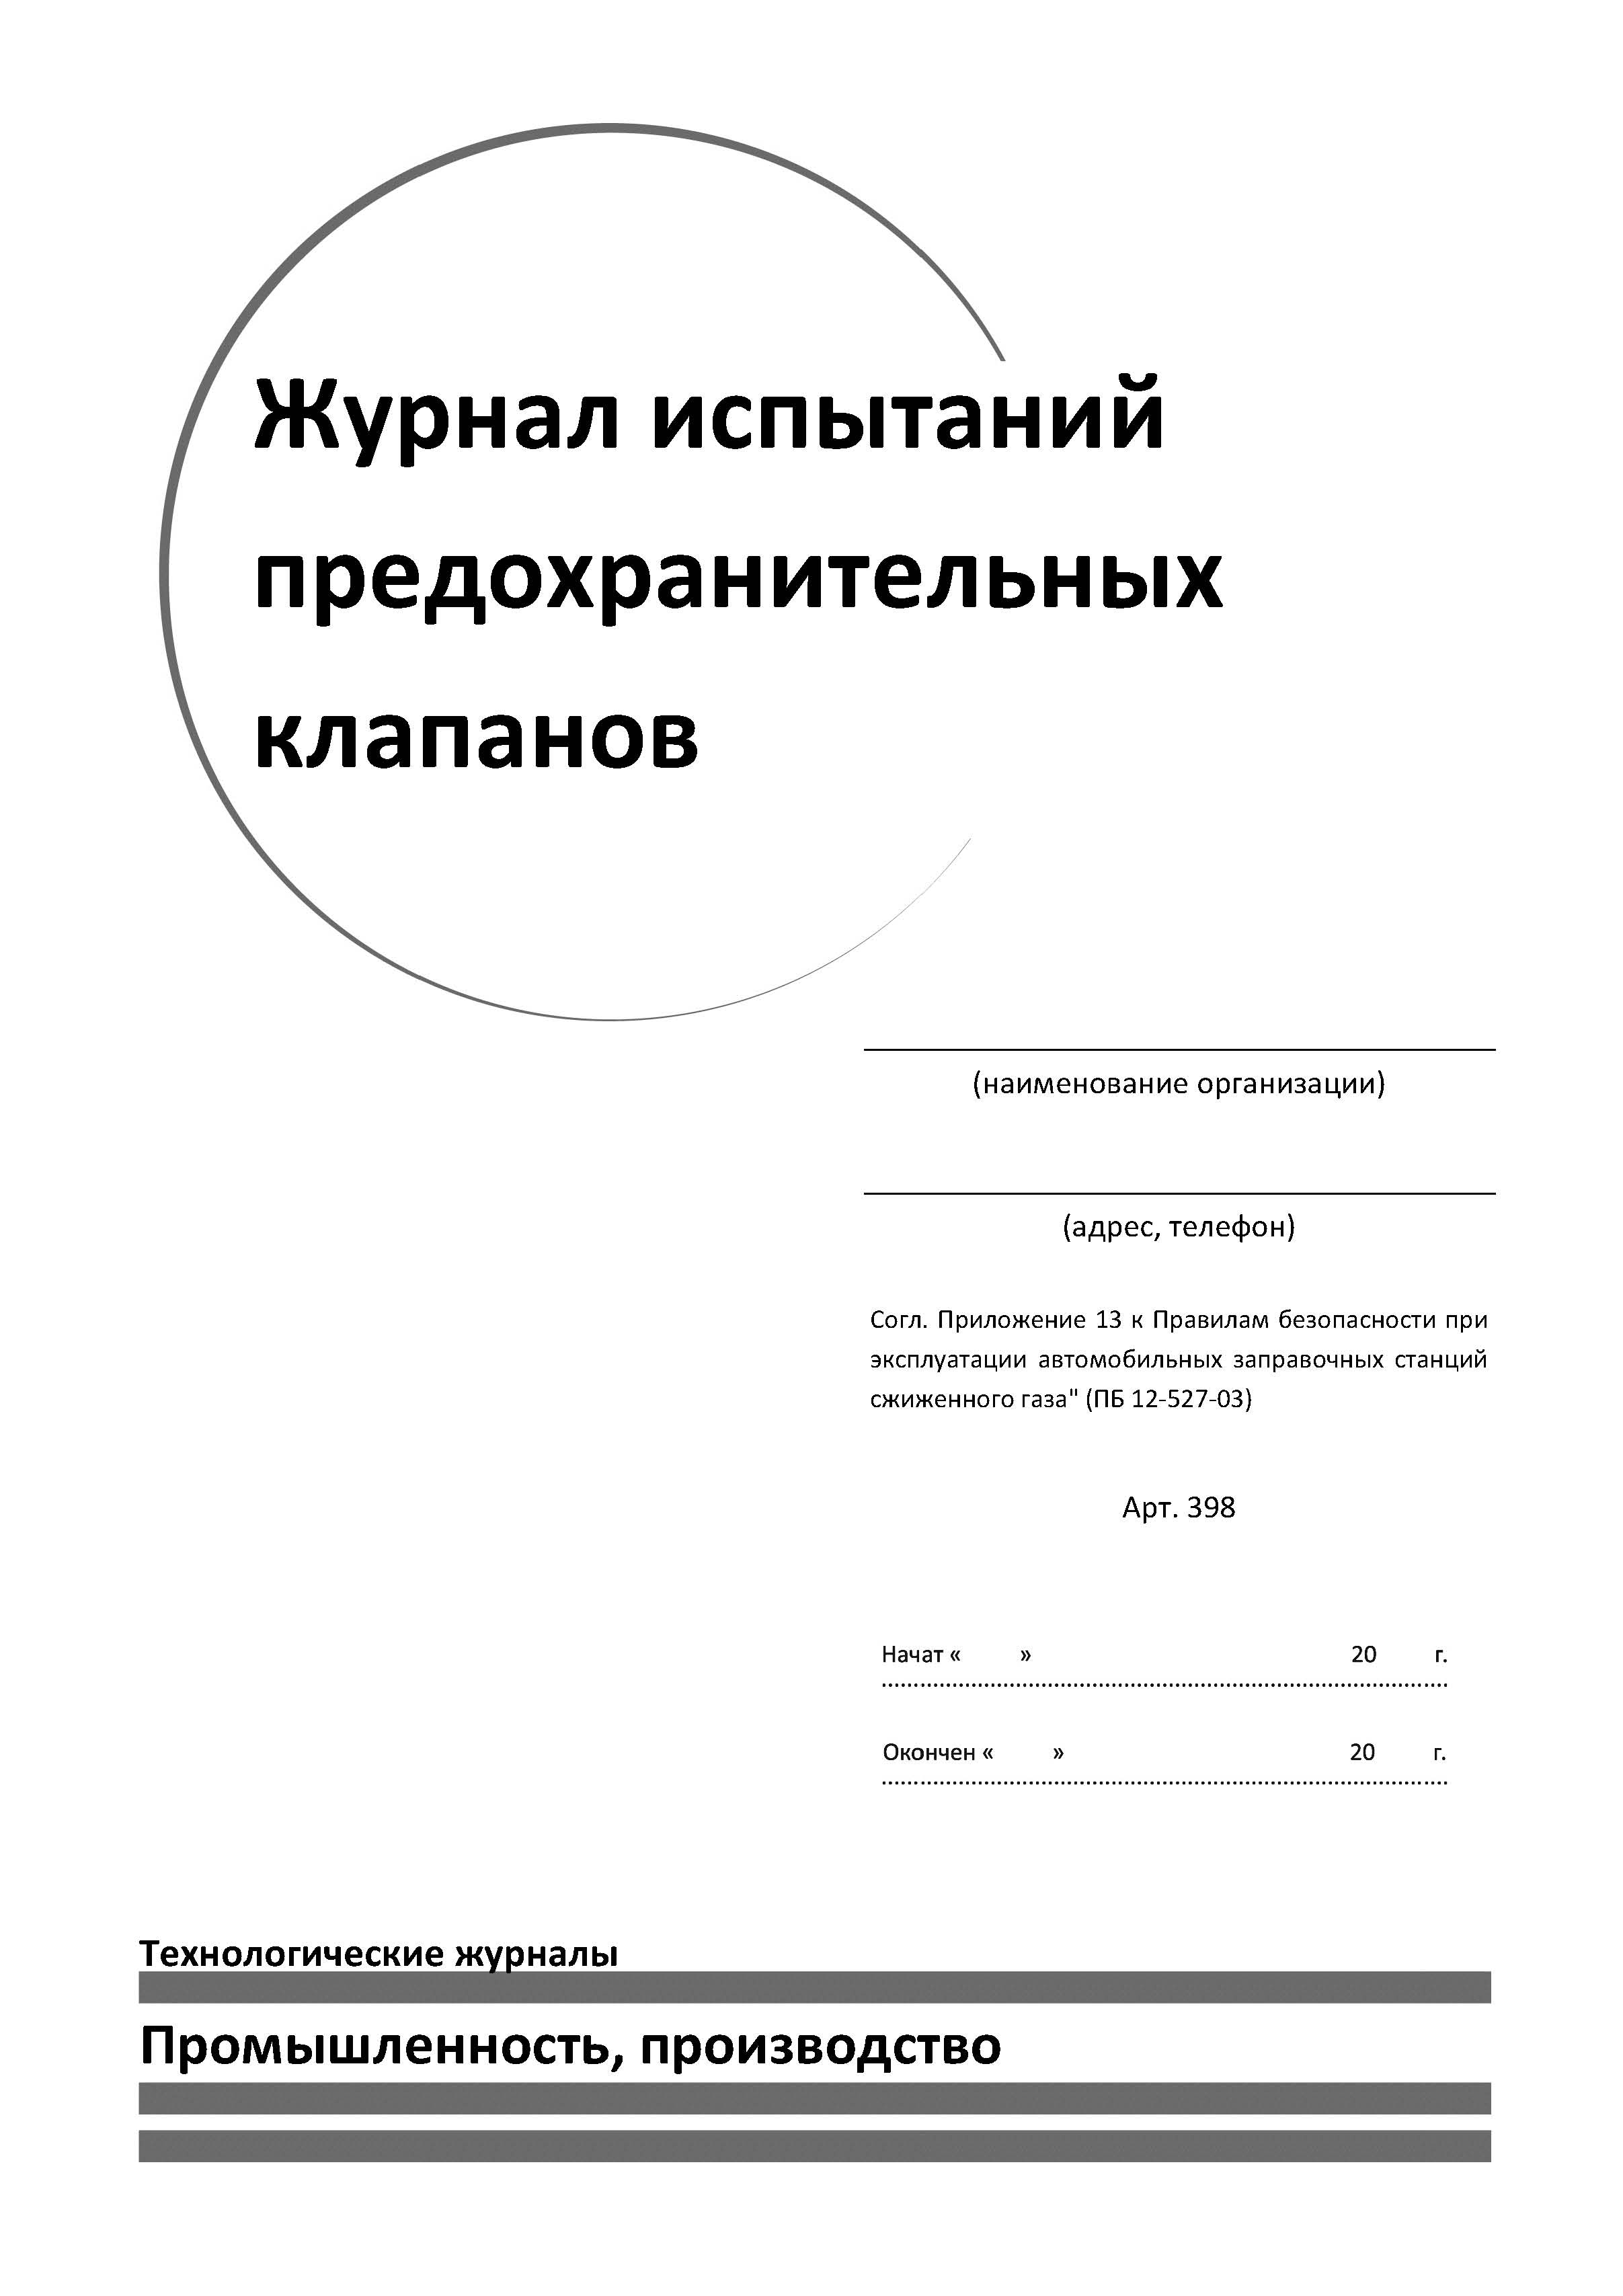 Журнал испытаний
предохранительных
клапанов
(наименование организации)
(адрес, телефон)
Согл. Приложение 13 к Правилам безопасности при
эксплуатации автомобильных заправочных станций
сжиженного газа" (ПБ 12-527-03)
Арт. 398
Начат « » 20 г.
Окончен « » 20 г.
Технологические журналы
Промышленность, производство